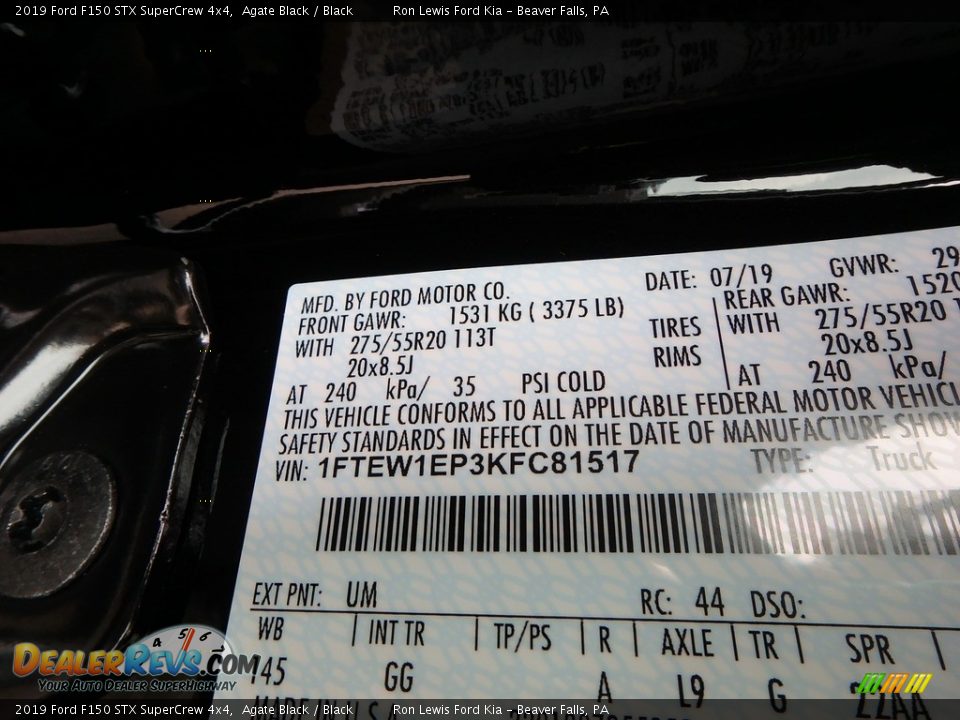 2019 Ford F150 STX SuperCrew 4x4, Agate Black / Black Ron Lewis Ford Kia - Beaver Falls, PA
MFD. BY FORD MOTOR CO. DATE: 07/19 GVWR: 29
FRONT GAWR: 1531 KG ( 3375 LB) REAR GAWR: 1520
WITH 275/55R20 113T TIRES WITH 275/55R20
20x8.5J RIMS 20x8.5J
AT 240 kPa/ 35 PSI COLD AT 240 kPa/
THIS VEHICLE CONFORMS TO ALL APPLICABLE FEDERAL MOTOR VEHICL
SAFETY STANDARDS IN EFFECT ON THE DATE OF MANUFACTURE SHOW
VIN: 1FTEW1EP3KFC81517 TYPE: Truck
EXT PNT: UM RC: 44 DSO:
WB INT TR TP/PS R AXLE TR SPR
145 GG A L9 G 22AA
DEALERREVS.COM
Your Auto Dealer SuperHighway
2019 Ford F150 STX SuperCrew 4x4, Agate Black / Black Ron Lewis Ford Kia - Beaver Falls, PA